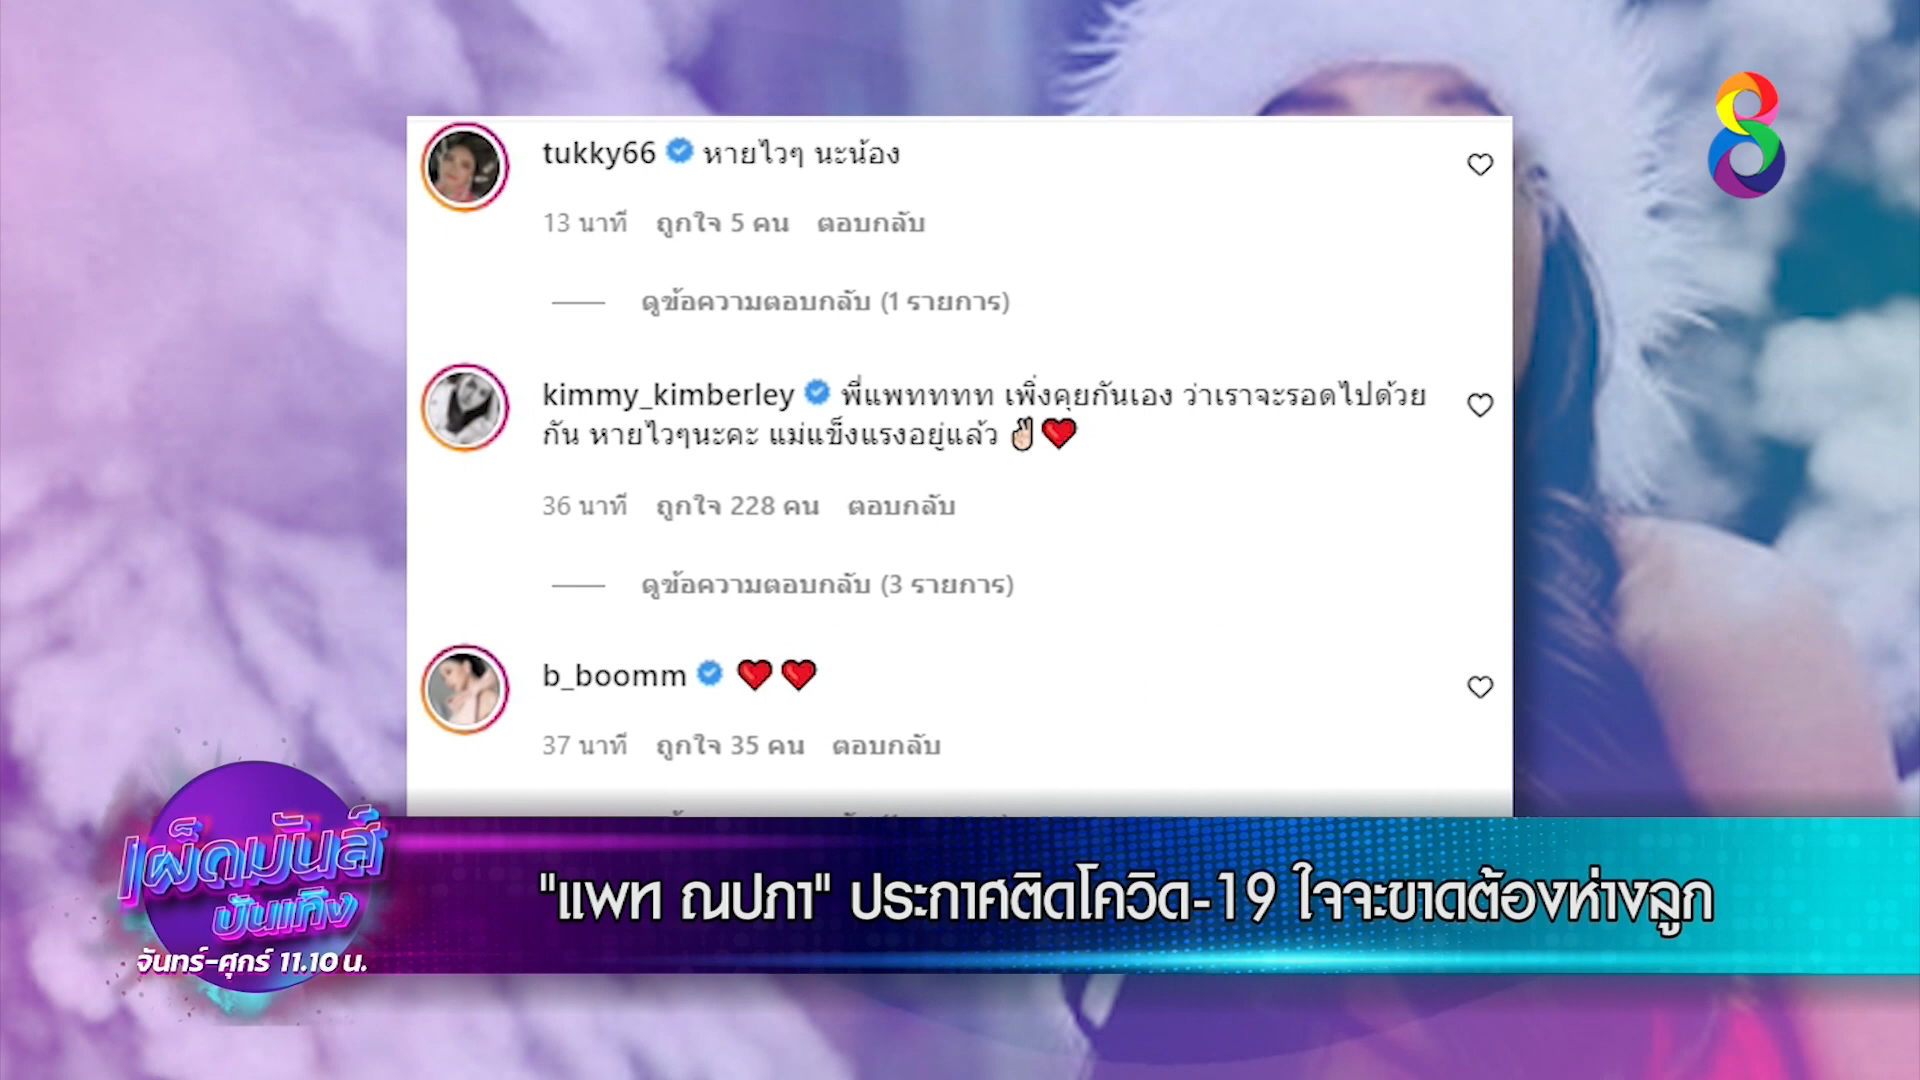 tukky66 หายไวๆ นะน้อง
13 นาที ถูกใจ 5 คน ตอบกลับ
ดูข้อความตอบกลับ (1 รายการ)
kimmy_kimberley พี่แพทททท เพิ่งคุยกันเอง ว่าเราจะรอดไปด้วย
กัน หายไวๆนะคะ แม่แข็งแรงอยู่แล้ว ✌🏻❤️
36 นาที ถูกใจ 228 คน ตอบกลับ
ดูข้อความตอบกลับ (3 รายการ)
b_boomm ❤️❤️
37 นาที ถูกใจ 35 คน ตอบกลับ
8
เผ็ดมันส์
บันเทิง
จันทร์-ศุกร์ 11.10 น.
"แพท ณปภา" ประกาศติดโควิด-19 ใจจะขาดต้องห่างลูก